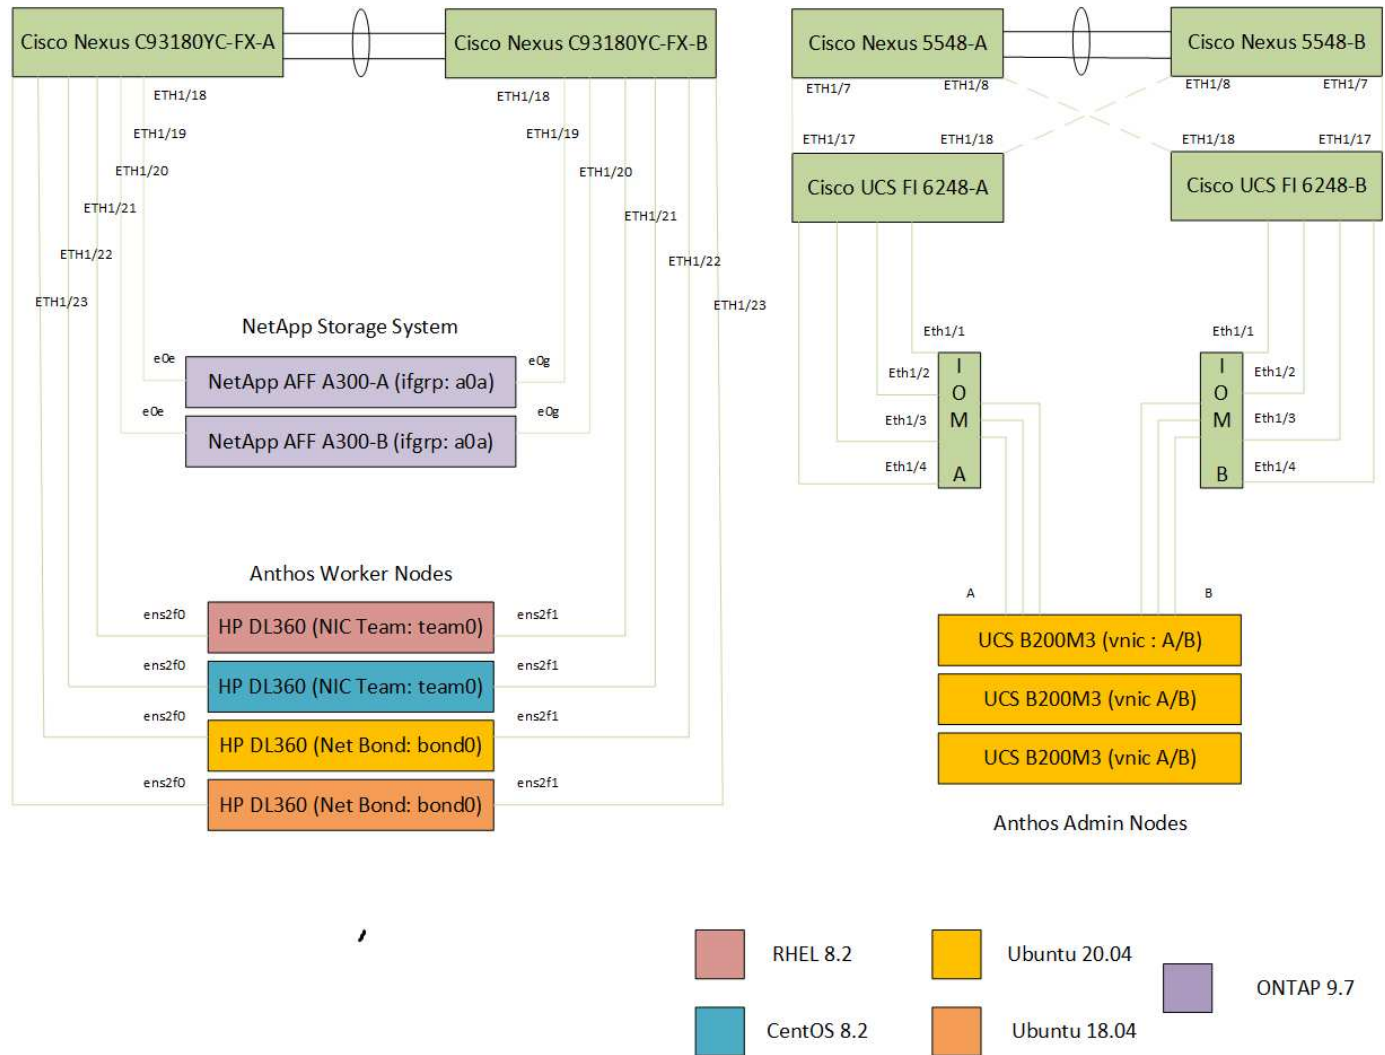 Cisco Nexus C93180YC-FX-A
Cisco Nexus C93180YC-FX-B
ETH1/18
ETH1/19
ETH1/20
ETH1/21
ETH1/22
ETH1/23
ETH1/18
ETH1/19
ETH1/20
ETH1/21
ETH1/22
ETH1/23
NetApp Storage System
e0e
NetApp AFF A300-A (ifgrp: a0a)
e0g
e0e
NetApp AFF A300-B (ifgrp: a0a)
e0g
Anthos Worker Nodes
ens2f0
HP DL360 (NIC Team: team0)
ens2f1
ens2f0
HP DL360 (NIC Team: team0)
ens2f1
ens2f0
HP DL360 (Net Bond: bond0)
ens2f1
ens2f0
HP DL360 (Net Bond: bond0)
ens2f1
Cisco Nexus 5548-A
Cisco Nexus 5548-B
ETH1/7
ETH1/8
ETH1/8
ETH1/7
ETH1/17
ETH1/18
ETH1/18
ETH1/17
Cisco UCS FI 6248-A
Cisco UCS FI 6248-B
Eth1/1
Eth1/2
Eth1/3
Eth1/4
I
O
M
A
Eth1/1
Eth1/2
Eth1/3
Eth1/4
I
O
M
B
A
B
UCS B200M3 (vnic : A/B)
UCS B200M3 (vnic A/B)
UCS B200M3 (vnic A/B)
Anthos Admin Nodes
RHEL 8.2
Ubuntu 20.04
ONTAP 9.7
CentOS 8.2
Ubuntu 18.04